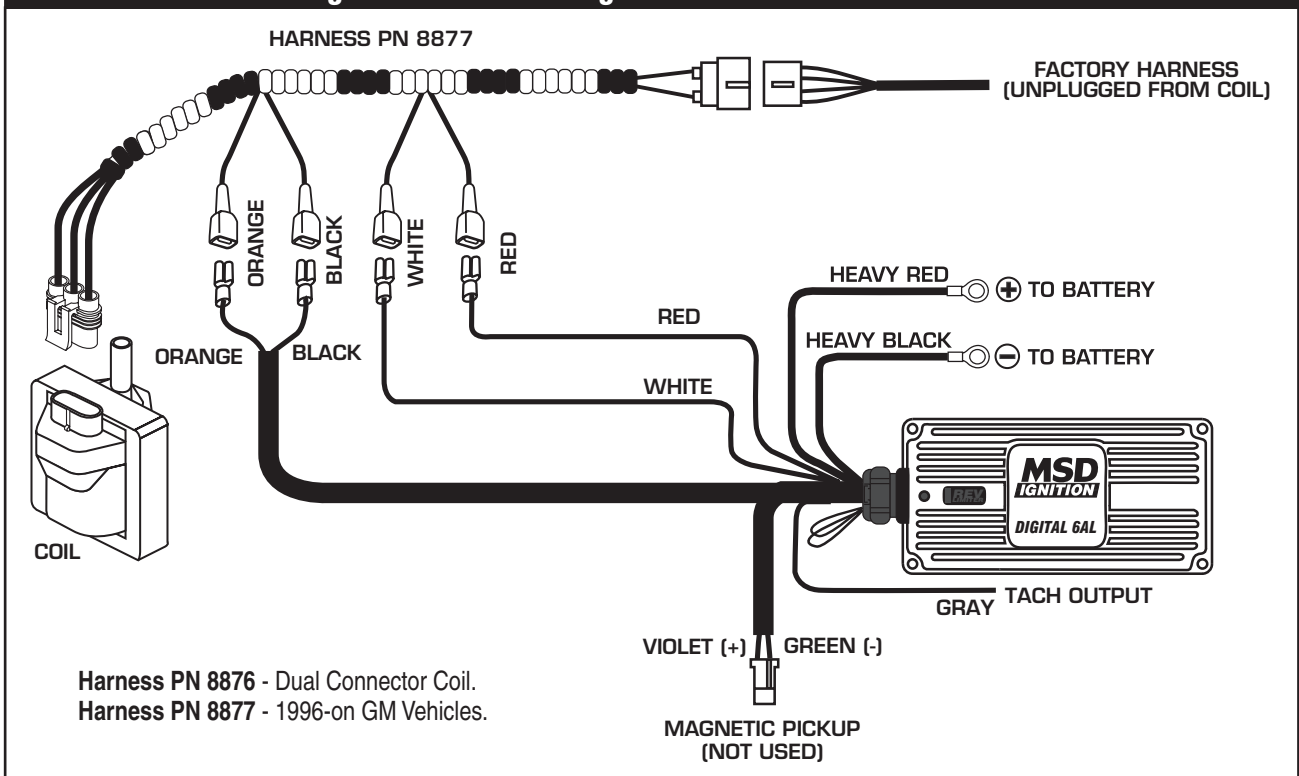 HARNESS PN 8877
FACTORY HARNESS
(UNPLUGGED FROM COIL)
ORANGE
BLACK
WHITE
RED
HEAVY RED
+ TO BATTERY
RED
HEAVY BLACK
- TO BATTERY
ORANGE
BLACK
WHITE
MSD
IGNITION
REV
DIGITAL 6AL
COIL
TACH OUTPUT
GRAY
VIOLET (+) GREEN (-)
Harness PN 8876 - Dual Connector Coil.
Harness PN 8877 - 1996-on GM Vehicles.
MAGNETIC PICKUP
(NOT USED)